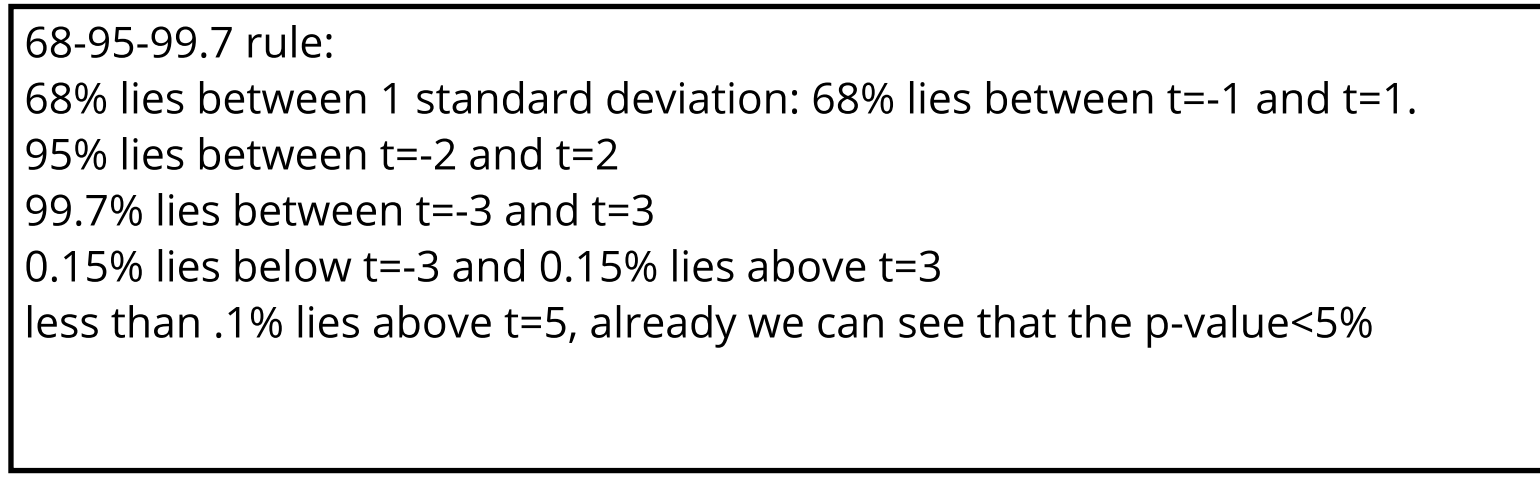 68-95-99.7 rule:
68% lies between 1 standard deviation: 68% lies between t=-1 and t=1.
95% lies between t=-2 and t=2
99.7% lies between t=-3 and t=3
0.15% lies below t=-3 and 0.15% lies above t=3
less than .1% lies above t=5, already we can see that the p-value<5%